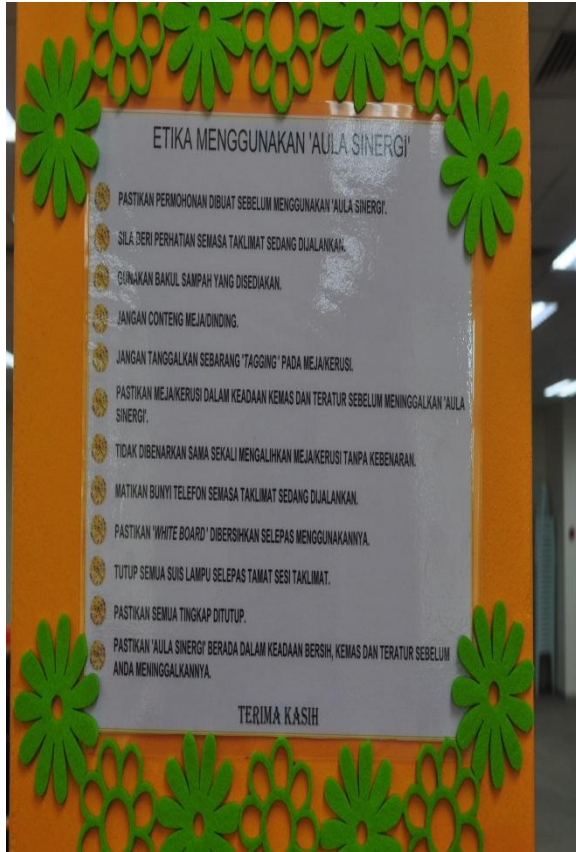 ETIKA MENGGUNAKAN 'AULA SINERGI'
PASTIKAN PERMOHONAN DIBUAT SEBELUM MENGGUNAKAN 'AULA SINERGI'.
SILA BERI PERHATIAN SEMASA TAKLIMAT SEDANG DIJALANKAN.
GUNAKAN BAKUL SAMPAH YANG DISEDIAKAN.
JANGAN CONTENG MEJA/DINDING.
JANGAN TANGGALKAN SEBARANG 'TAGGING' PADA MEJA/KERUSI.
PASTIKAN MEJA/KERUSI DALAM KEADAAN KEMAS DAN TERATUR SEBELUM MENINGGALKAN 'AULA
SINERGI'.
TIDAK DIBENARKAN SAMA SEKALI MENGALIHKAN MEJA/KERUSI TANPA KEBENARAN.
MATIKAN BUNYI TELEFON SEMASA TAKLIMAT SEDANG DIJALANKAN.
PASTIKAN 'WHITE BOARD' DIBERSIHKAN SELEPAS MENGGUNAKANNYA.
TUTUP SEMUA SUIS LAMPU SELEPAS TAMAT SESI TAKLIMAT.
PASTIKAN SEMUA TINGKAP DITUTUP.
PASTIKAN 'AULA SINERGI' BERADA DALAM KEADAAN BERSIH, KEMAS DAN TERATUR SEBELUM
ANDA MENINGGALKANNYA.
TERIMA KASIH